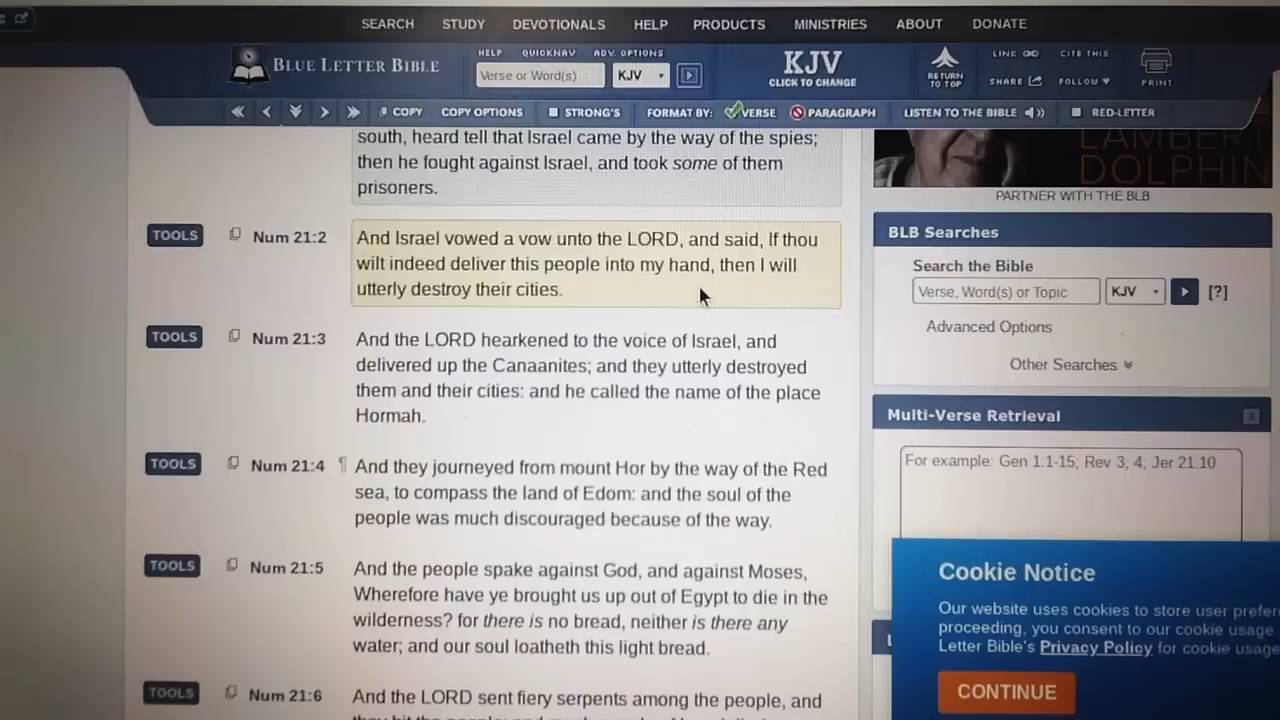 SEARCH STUDY DEVOTIONALS HELP PRODUCTS MINISTRIES ABOUT DONATE
BLUE LETTER BIBLE
HELP QUICKNAV ADV. OPTIONS
Verse or Word(s) KJV
KJV
CLICK TO CHANGE
RETURN
TO TOP
LINK CITE THIS
SHARE FOLLOW
PRINT
COPY COPY OPTIONS STRONG'S FORMAT BY: VERSE PARAGRAPH LISTEN TO THE BIBLE RED-LETTER
south, heard tell that Israel came by the way of the spies;
then he fought against Israel, and took some of them
prisoners.
TOOLS Num 21:2 And Israel vowed a vow unto the LORD, and said, If thou
wilt indeed deliver this people into my hand, then I will
utterly destroy their cities.
TOOLS Num 21:3 And the LORD hearkened to the voice of Israel, and
delivered up the Canaanites; and they utterly destroyed
them and their cities: and he called the name of the place
Hormah.
TOOLS Num 21:4 ¶ And they journeyed from mount Hor by the way of the Red
sea, to compass the land of Edom: and the soul of the
people was much discouraged because of the way.
TOOLS Num 21:5 And the people spake against God, and against Moses,
Wherefore have ye brought us up out of Egypt to die in the
wilderness? for there is no bread, neither is there any
water; and our soul loatheth this light bread.
TOOLS Num 21:6 And the LORD sent fiery serpents among the people, and
LAMBERT
DOLPHIN
PARTNER WITH THE BLB
BLB Searches
Search the Bible
Verse, Word(s) or Topic KJV [?]
Advanced Options
Other Searches
Multi-Verse Retrieval
For example: Gen 1:1-15; Rev 3; 4; Jer 21:10
Cookie Notice
Our website uses cookies to store user prefer
proceeding, you consent to our cookie usage
Letter Bible's Privacy Policy for cookie usage
CONTINUE